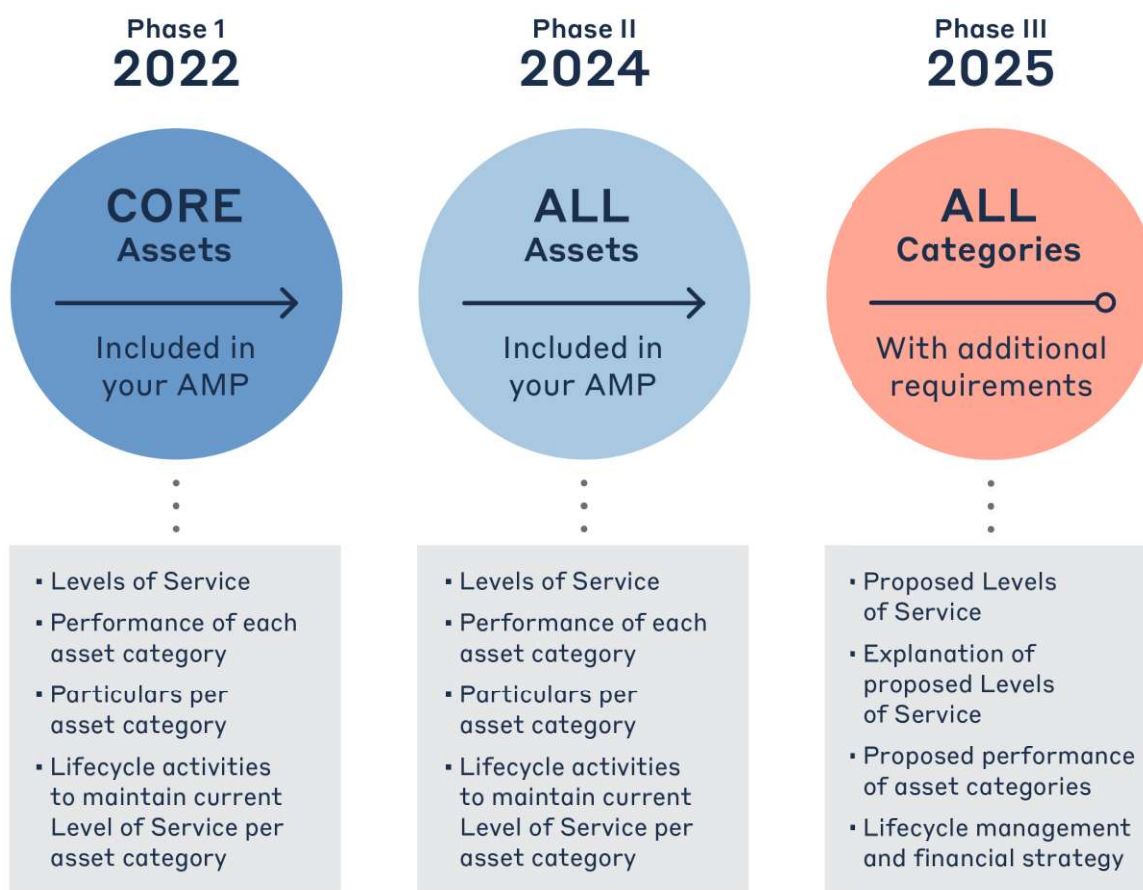 Phase 1
2022
CORE
Assets
Included in
your AMP
▪ Levels of Service
▪ Performance of each
asset category
▪ Particulars per
asset category
▪ Lifecycle activities
to maintain current
Level of Service per
asset category
Phase II
2024
ALL
Assets
Included in
your AMP
▪ Levels of Service
▪ Performance of each
asset category
▪ Particulars per
asset category
▪ Lifecycle activities
to maintain current
Level of Service per
asset category
Phase III
2025
ALL
Categories
With additional
requirements
▪ Proposed Levels
of Service
▪ Explanation of
proposed Levels
of Service
▪ Proposed performance
of asset categories
▪ Lifecycle management
and financial strategy